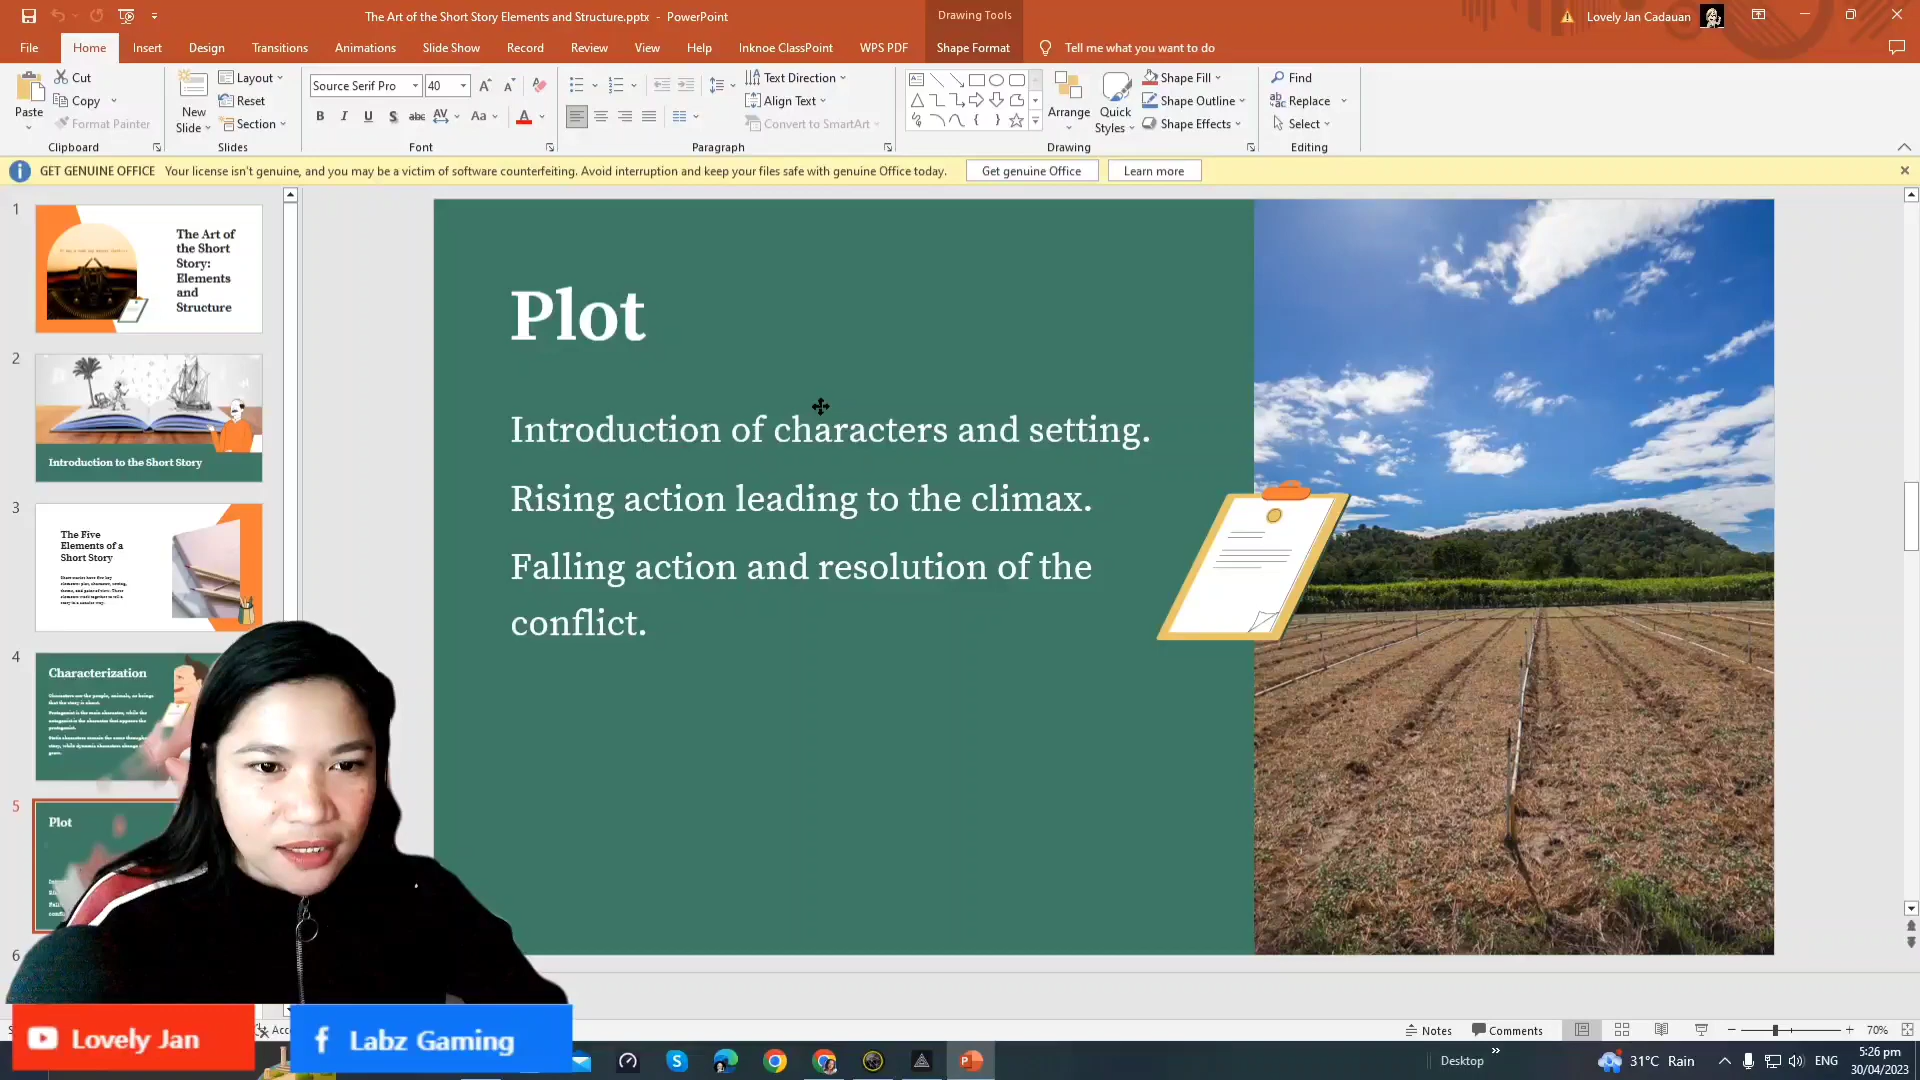 The Art of the Short Story Elements and Structure.pptx - PowerPoint
Drawing Tools
Lovely Jan Cadauan
File Home Insert Design Transitions Animations Slide Show Record Review View Help Inknoe ClassPoint WPS PDF Shape Format Tell me what you want to do
Paste
Cut
Copy
Format Painter
Clipboard
New
Slide
Layout
Reset
Section
Slides
Source Serif Pro 40
Font
Text Direction
Align Text
Convert to SmartArt
Paragraph
Arrange
Quick
Styles
Shape Fill
Shape Outline
Shape Effects
Drawing
Find
Replace
Select
Editing
GET GENUINE OFFICE Your license isn't genuine, and you may be a victim of software counterfeiting. Avoid interruption and keep your files safe with genuine Office today. Get genuine Office Learn more
1
The Art of
the Short
Story:
Elements
and
Structure
2
Introduction to the Short Story
3
The Five
Elements of a
Short Story
4
Characterization
5
Plot
6
Plot
Introduction of characters and setting.
Rising action leading to the climax.
Falling action and resolution of the
conflict.
Notes Comments 70%
Lovely Jan
Labz Gaming
Desktop
31°C Rain
ENG
5:26 pm
30/04/2023